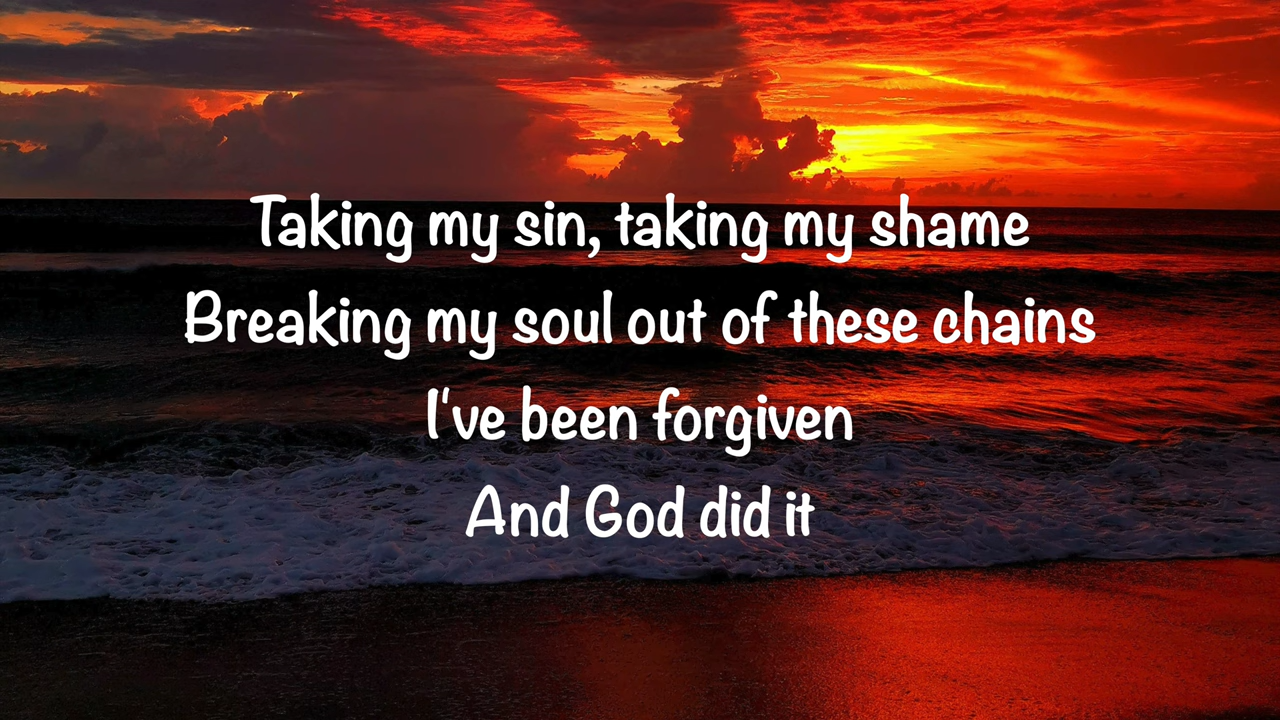 Taking my sin, taking my shame
Breaking my soul out of these chains
I've been forgiven
And God did it